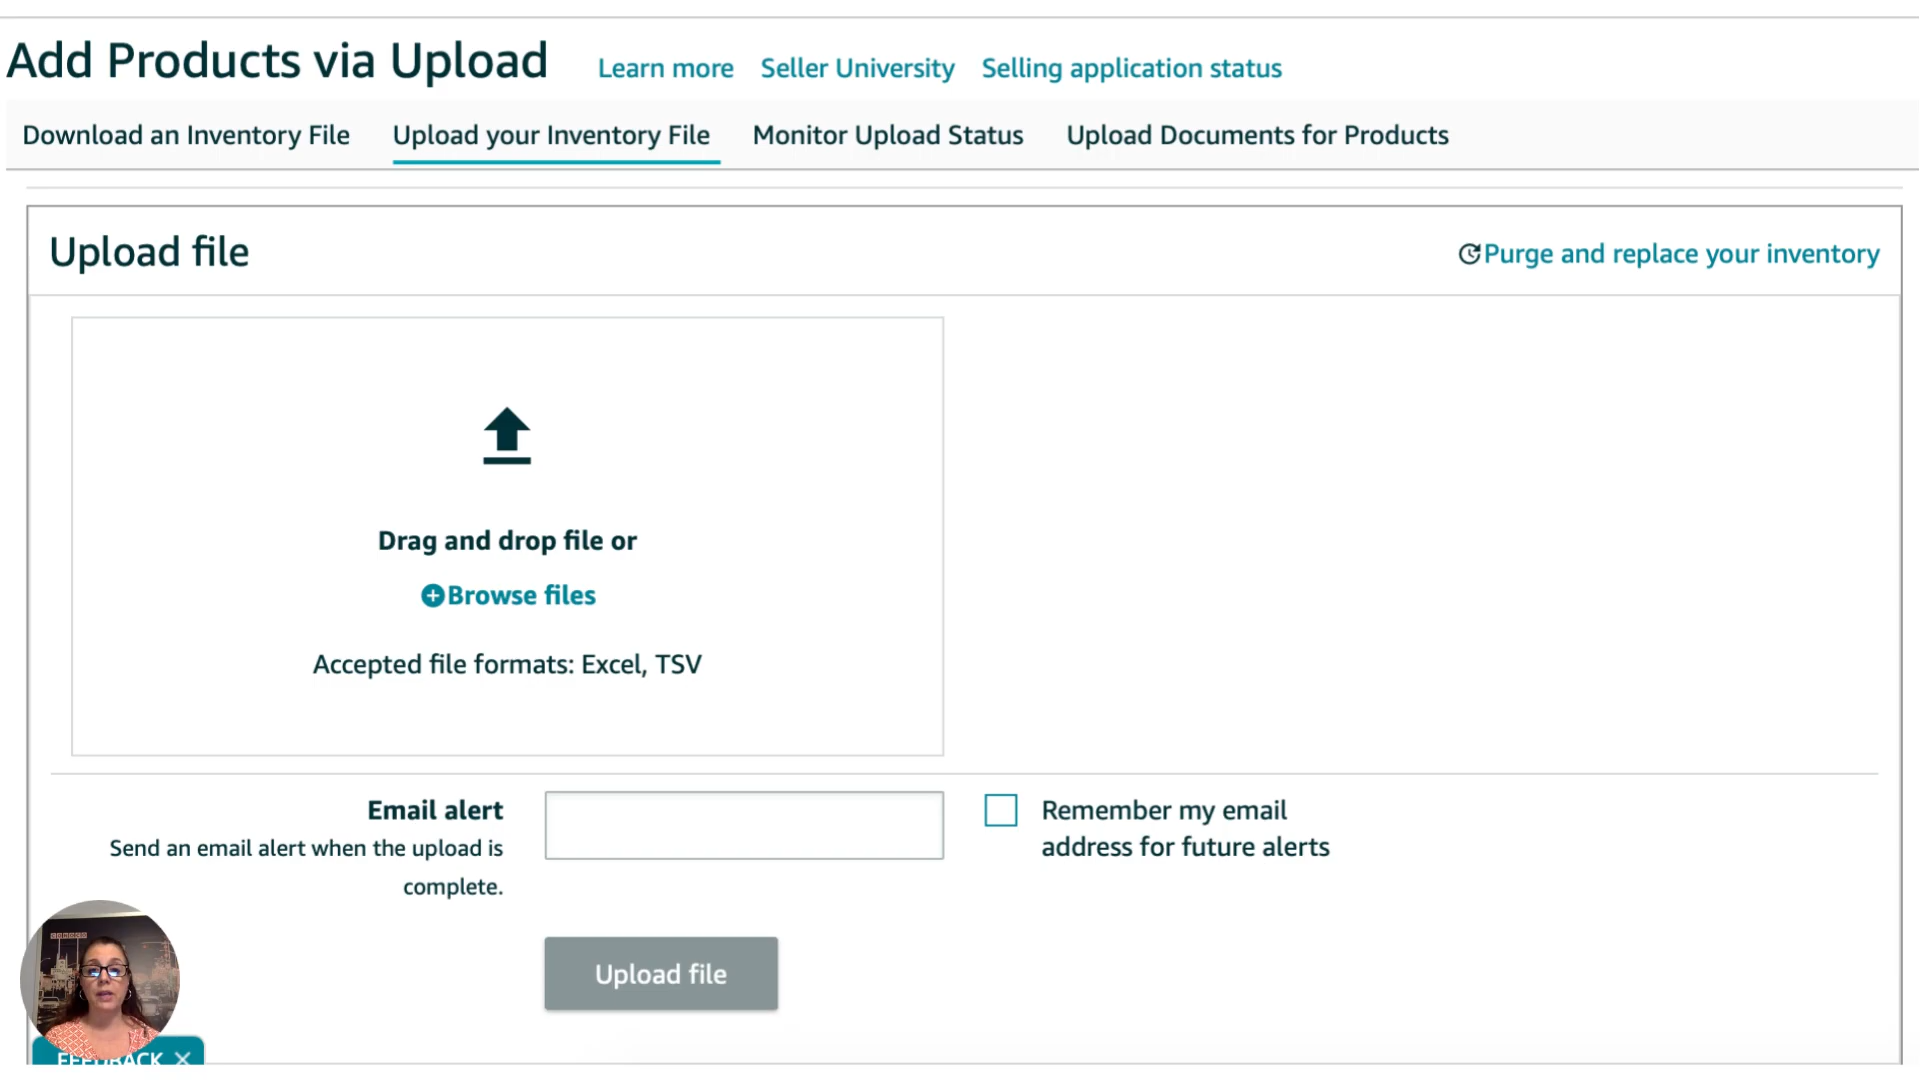 Add Products via Upload Learn more Seller University Selling application status
Download an Inventory File Upload your Inventory File Monitor Upload Status Upload Documents for Products
Upload file Purge and replace your inventory
Drag and drop file or
Browse files
Accepted file formats: Excel, TSV
Email alert
Send an email alert when the upload is
complete.
Remember my email
address for future alerts
Upload file
CONOCO
FEEDBACK